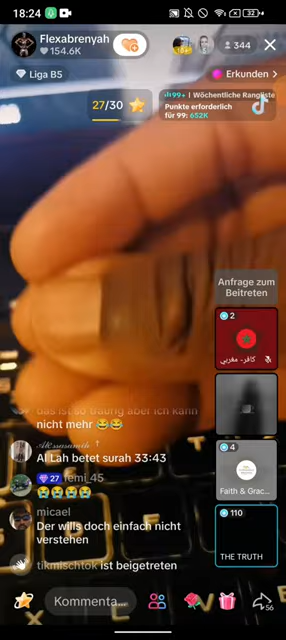 18:24
32
Flexabrenyah
154.6K
344
Liga B5
Erkunden
27/30
99+ | Wöchentliche Rangliste
Punkte erforderlich
für 99: 652K
Anfrage zum
Beitreten
2
كافر- مغربي
4
Faith & Grac...
110
THE TRUTH
nicht mehr 😂😂
Al Lah betet surah 33:43
27 femi_45
😭😭😭😭
micael
Der wills doch einfach nicht
verstehen
tikmischtok ist beigetreten
Kommenta...
56